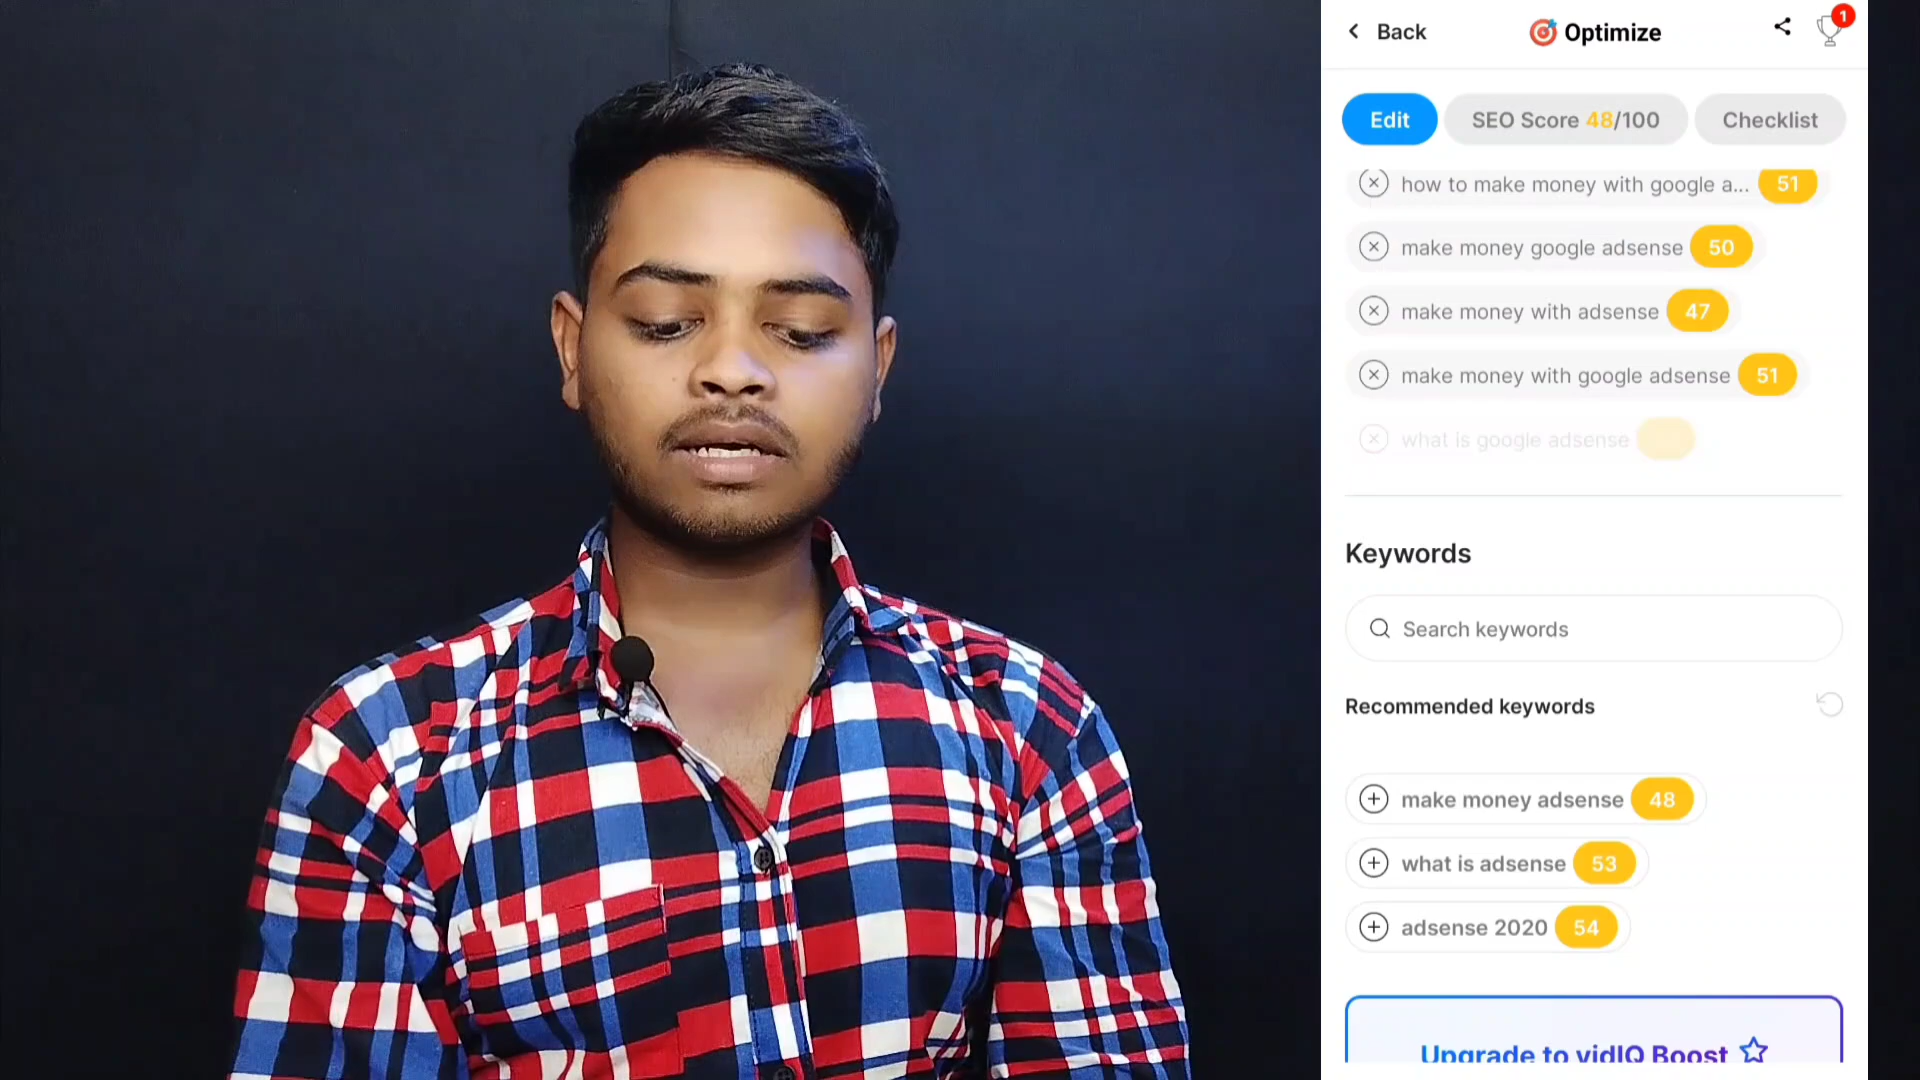 Back
Optimize
1
Edit
SEO Score 48/100
Checklist
how to make money with google a... 51
make money google adsense 50
make money with adsense 47
make money with google adsense 51
what is google adsense
Keywords
Search keywords
Recommended keywords
make money adsense 48
what is adsense 53
adsense 2020 54
Upgrade to vidIQ Boost